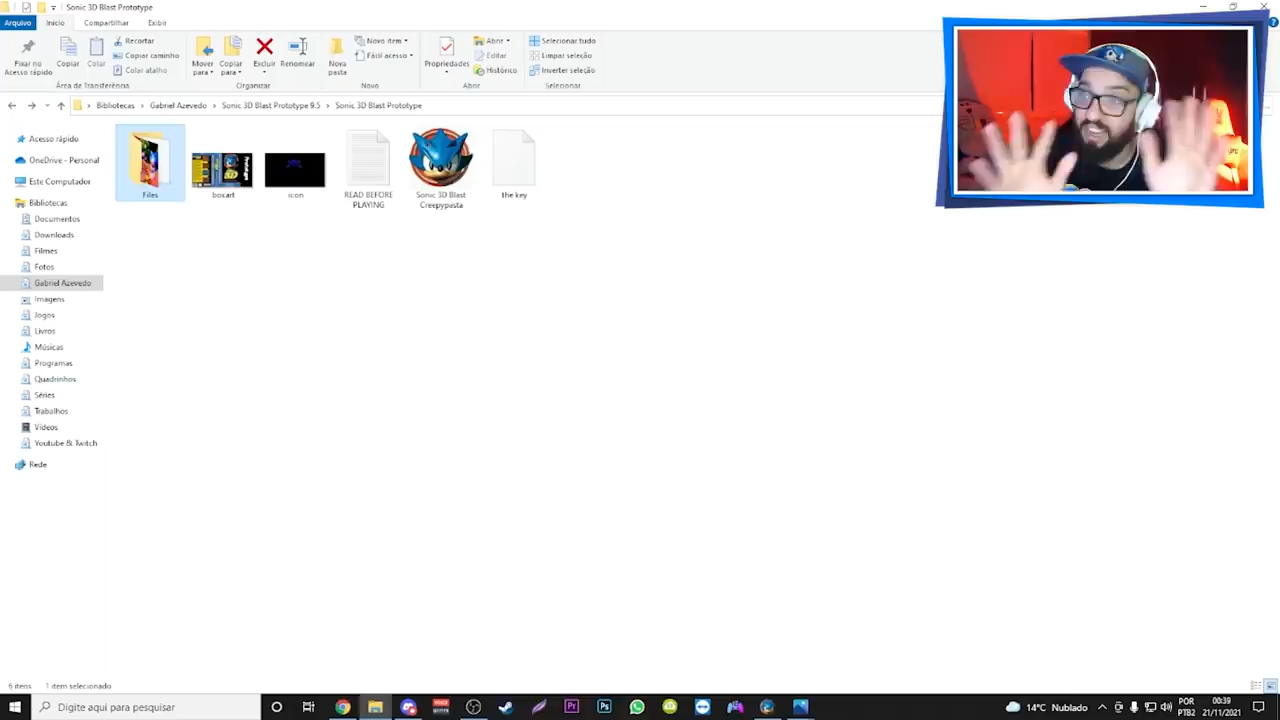 Sonic 3D Blast Prototype
Arquivo Início Compartilhar Exibir
Fixar no Acesso rápido
Copiar
Colar
Recortar
Copiar caminho
Colar atalho
Área de Transferência
Mover para
Copiar para
Excluir
Renomear
Organizar
Nova pasta
Novo item
Fácil acesso
Novo
Propriedades
Abrir
Editar
Histórico
Abrir
Selecionar tudo
Limpar seleção
Inverter seleção
Selecionar
Bibliotecas > Gabriel Azevedo > Sonic 3D Blast Prototype 9.5 > Sonic 3D Blast Prototype
Acesso rápido
OneDrive - Personal
Este Computador
Bibliotecas
Documentos
Downloads
Filmes
Fotos
Gabriel Azevedo
Imagens
Jogos
Livros
Músicas
Programas
Quadrinhos
Séries
Trabalhos
Vídeos
Youtube & Twitch
Rede
Files
boxart
icon
READ BEFORE PLAYING
Sonic 3D Blast Creepypasta
the key
6 itens 1 item selecionado
Digite aqui para pesquisar
14°C Nublado
POR
PTB2
00:39
21/11/2021